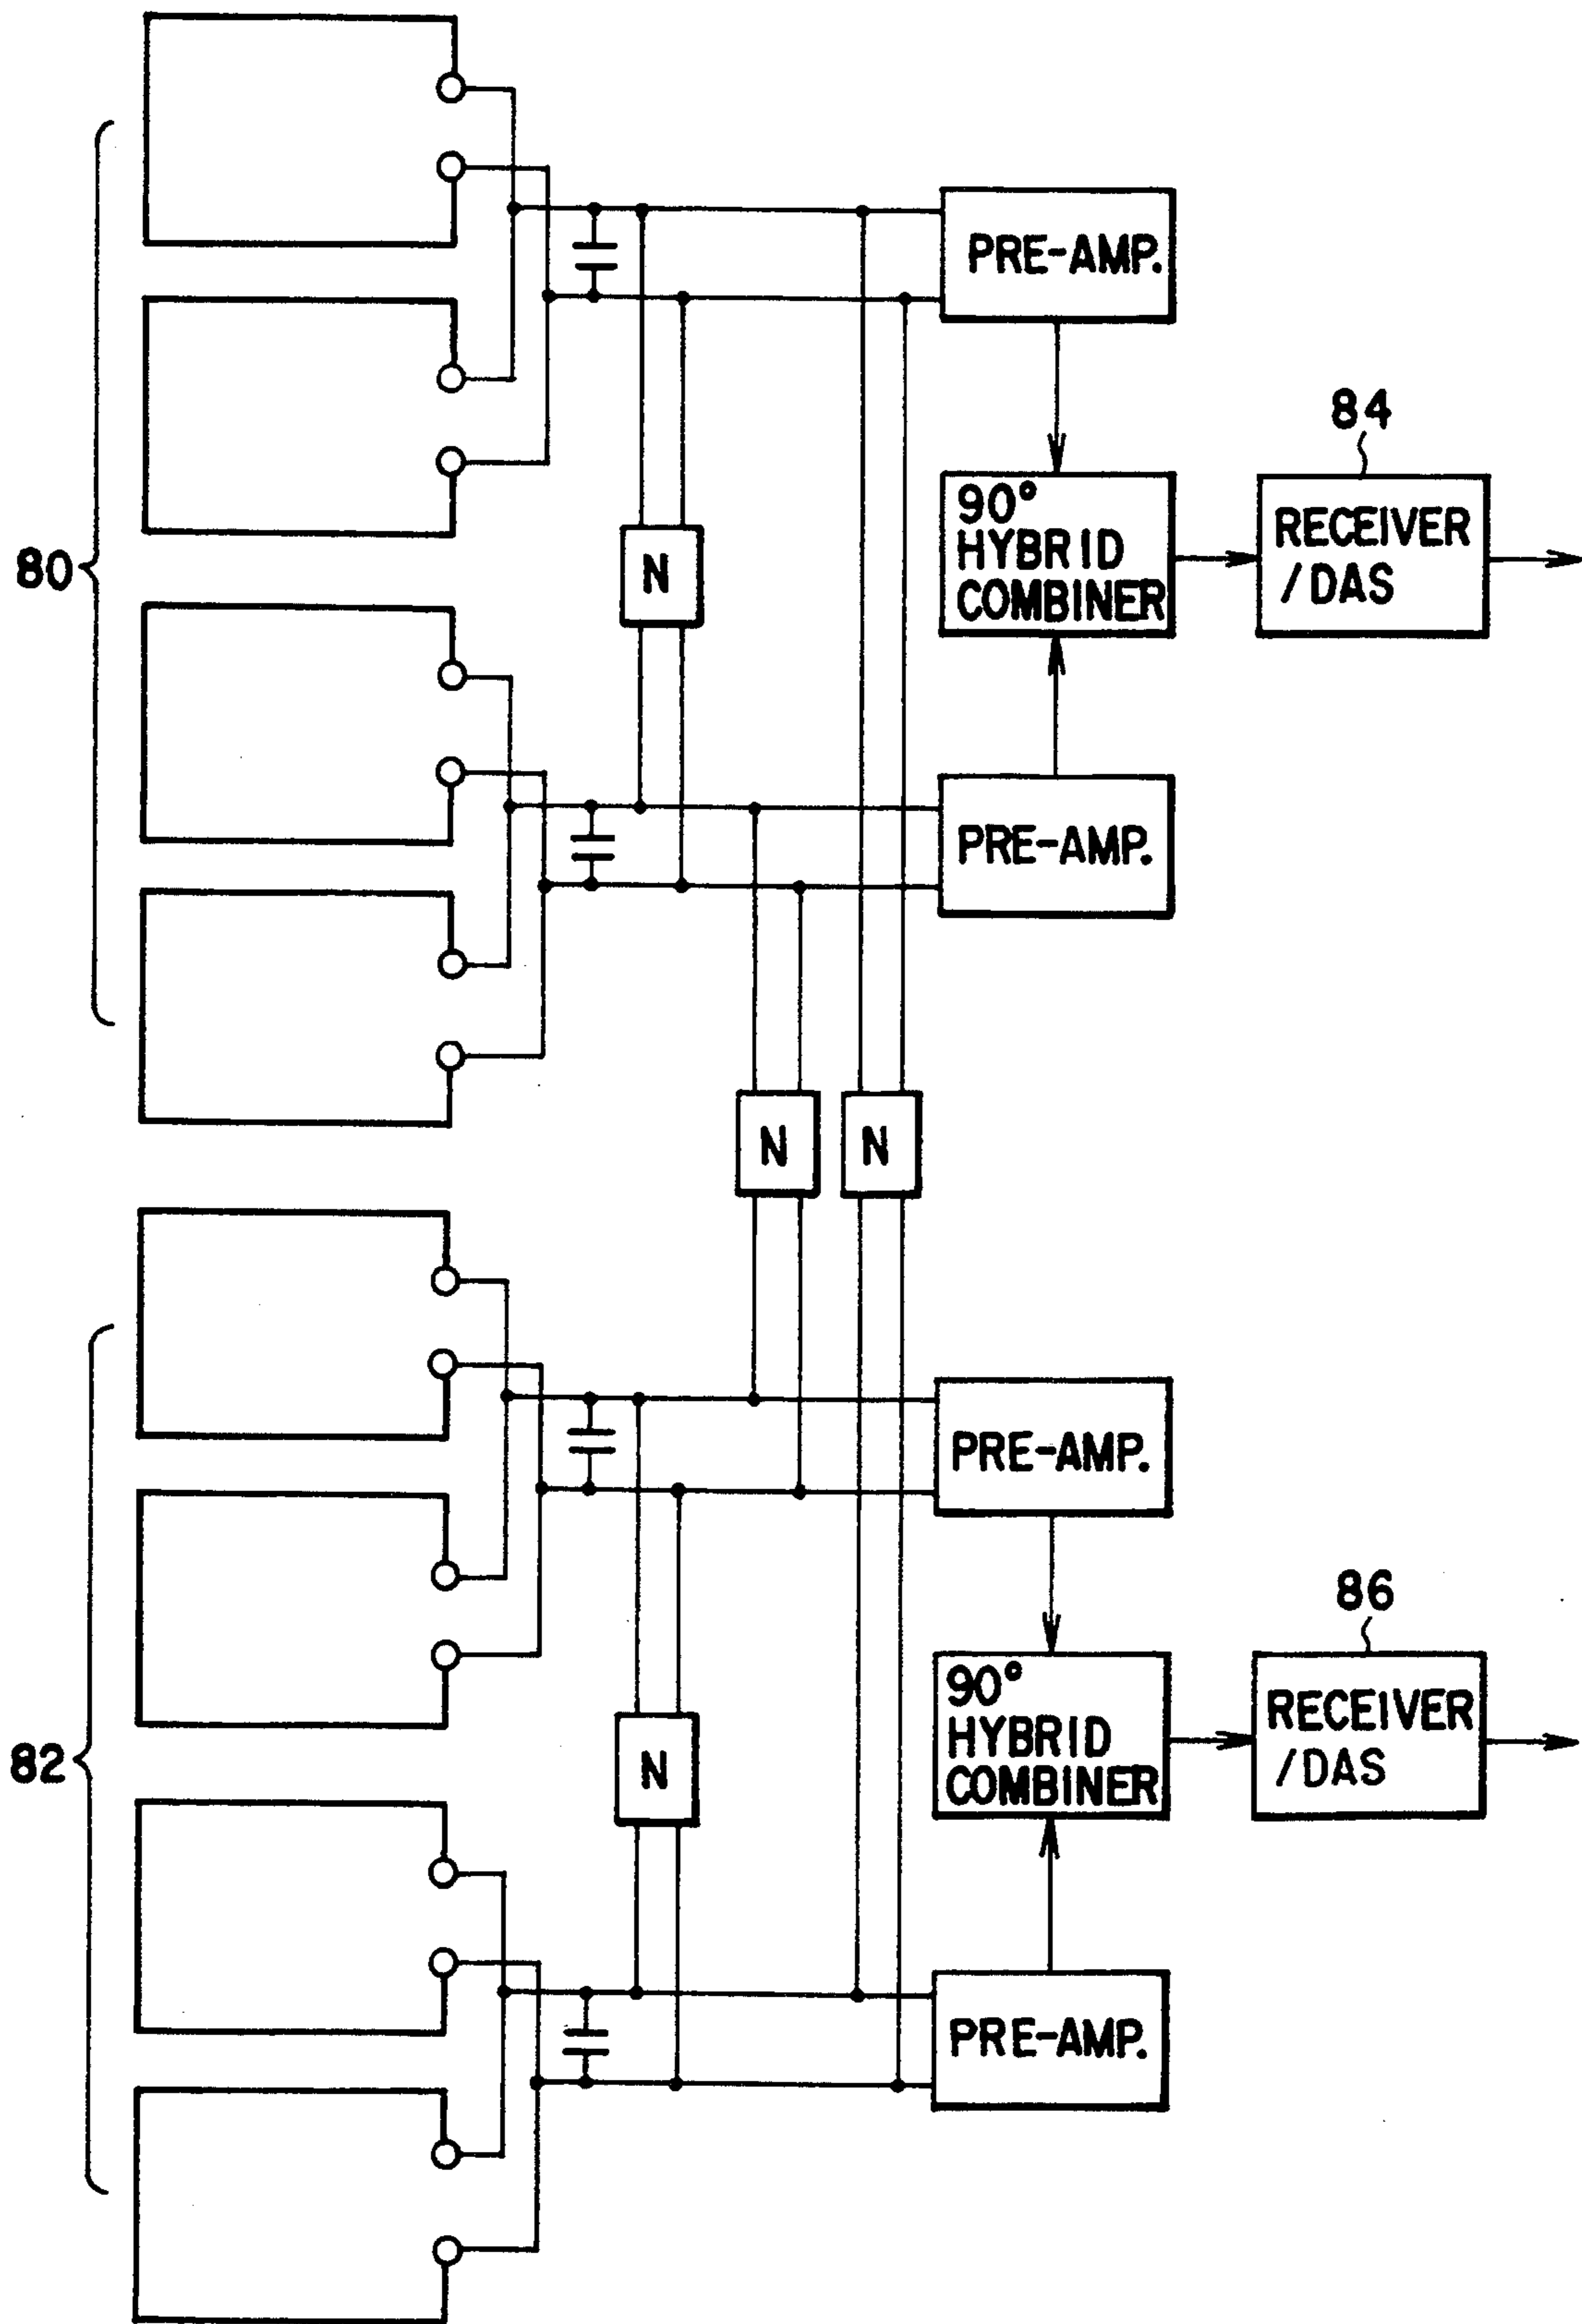 PRE-AMP.
84
90°
HYBRID
COMBINER
RECEIVER
/DAS
80
N
PRE-AMP.
N
N
PRE-AMP.
86
90°
HYBRID
COMBINER
RECEIVER
/DAS
82
N
PRE-AMP.